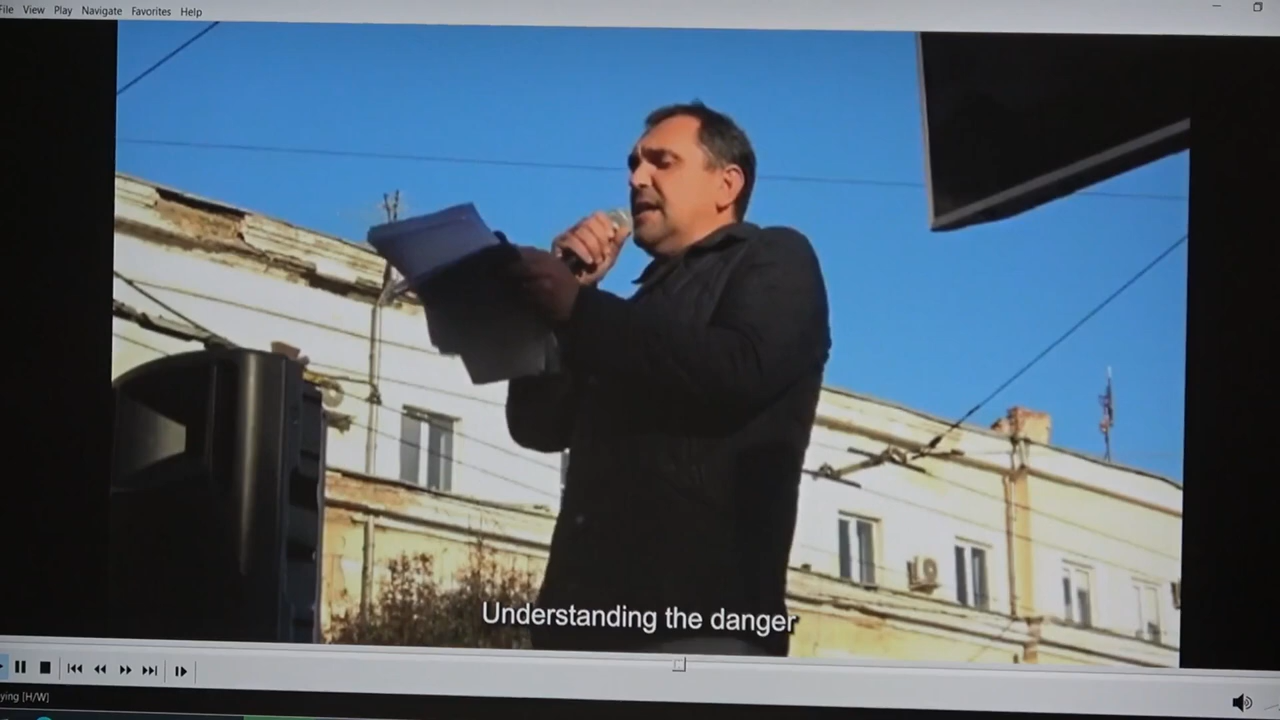 File View Play Navigate Favorites Help
Understanding the danger
ying [H/W]